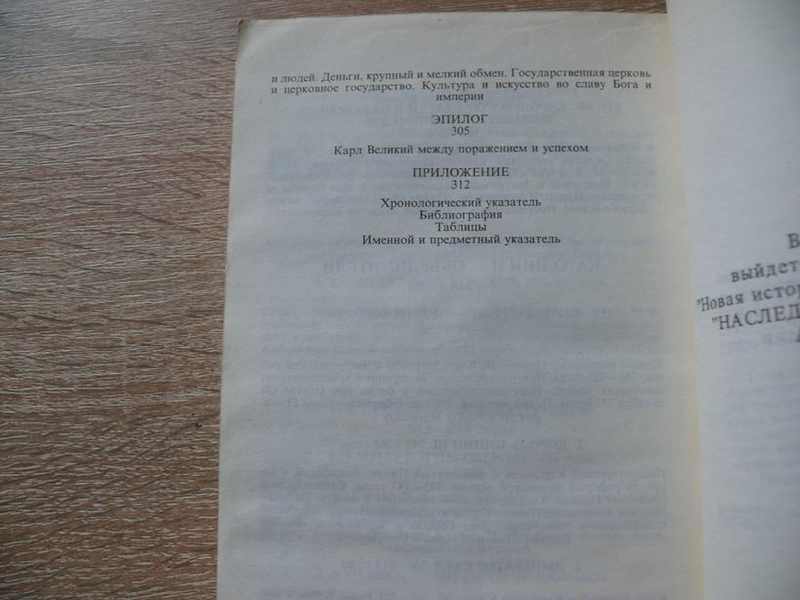 и людей. Деньги, крупный и мелкий обмен. Государственная церковь
и церковное государство. Культура и искусство во славу Бога и
империи
ЭПИЛОГ
305
Карл Великий между поражением и успехом
ПРИЛОЖЕНИЕ
312
Хронологический указатель
Библиография
Таблицы
Именной и предметный указатель
В
выйдет
"Новая истор
"НАСЛЕД